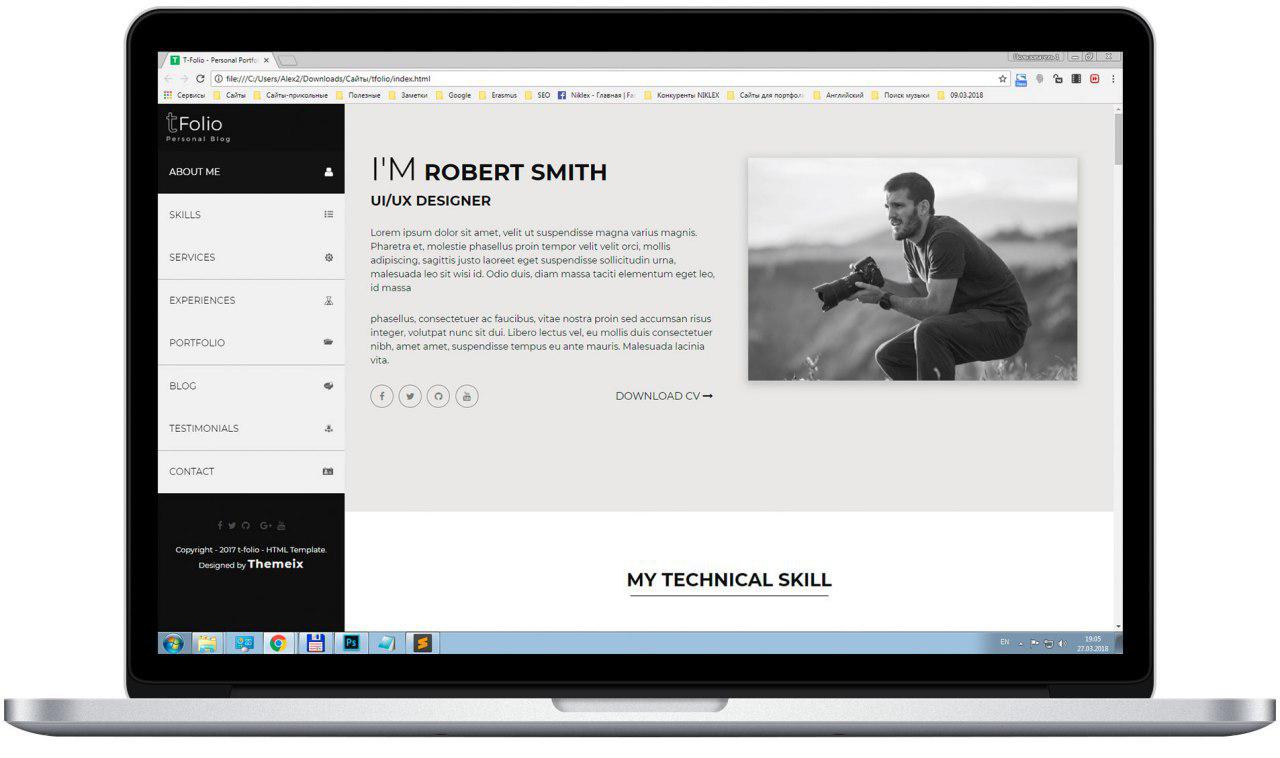 T-Folio - Personal Portfo
file:///C:/Users/Alex2/Downloads/Сайты/tfolio/index.html
Сервисы Сайты Сайты-прикольные Полезные Заметки Google Erasmus SEO Niklex - Главная | Fa Конкуренты NIKLEX Сайты для портфол Английский Поиск музыки 09.03.2018
tFolio
Personal Blog
ABOUT ME
SKILLS
SERVICES
EXPERIENCES
PORTFOLIO
BLOG
TESTIMONIALS
CONTACT
Copyright - 2017 t-folio - HTML Template.
Designed by Themeix
I'M ROBERT SMITH
UI/UX DESIGNER
Lorem ipsum dolor sit amet, velit ut suspendisse magna varius magnis.
Pharetra et, molestie phasellus proin tempor velit velit orci, mollis
adipiscing, sagittis justo laoreet eget suspendisse sollicitudin urna,
malesuada leo sit wisi id. Odio duis, diam massa taciti elementum eget leo,
id massa
phasellus, consectetuer ac faucibus, vitae nostra proin sed accumsan risus
integer, volutpat nunc sit dui. Libero lectus vel, eu mollis duis consectetuer
nibh, amet amet, suspendisse tempus eu ante mauris. Malesuada lacinia
vita.
DOWNLOAD CV
MY TECHNICAL SKILL
Ps
EN
19:05
27.03.2018